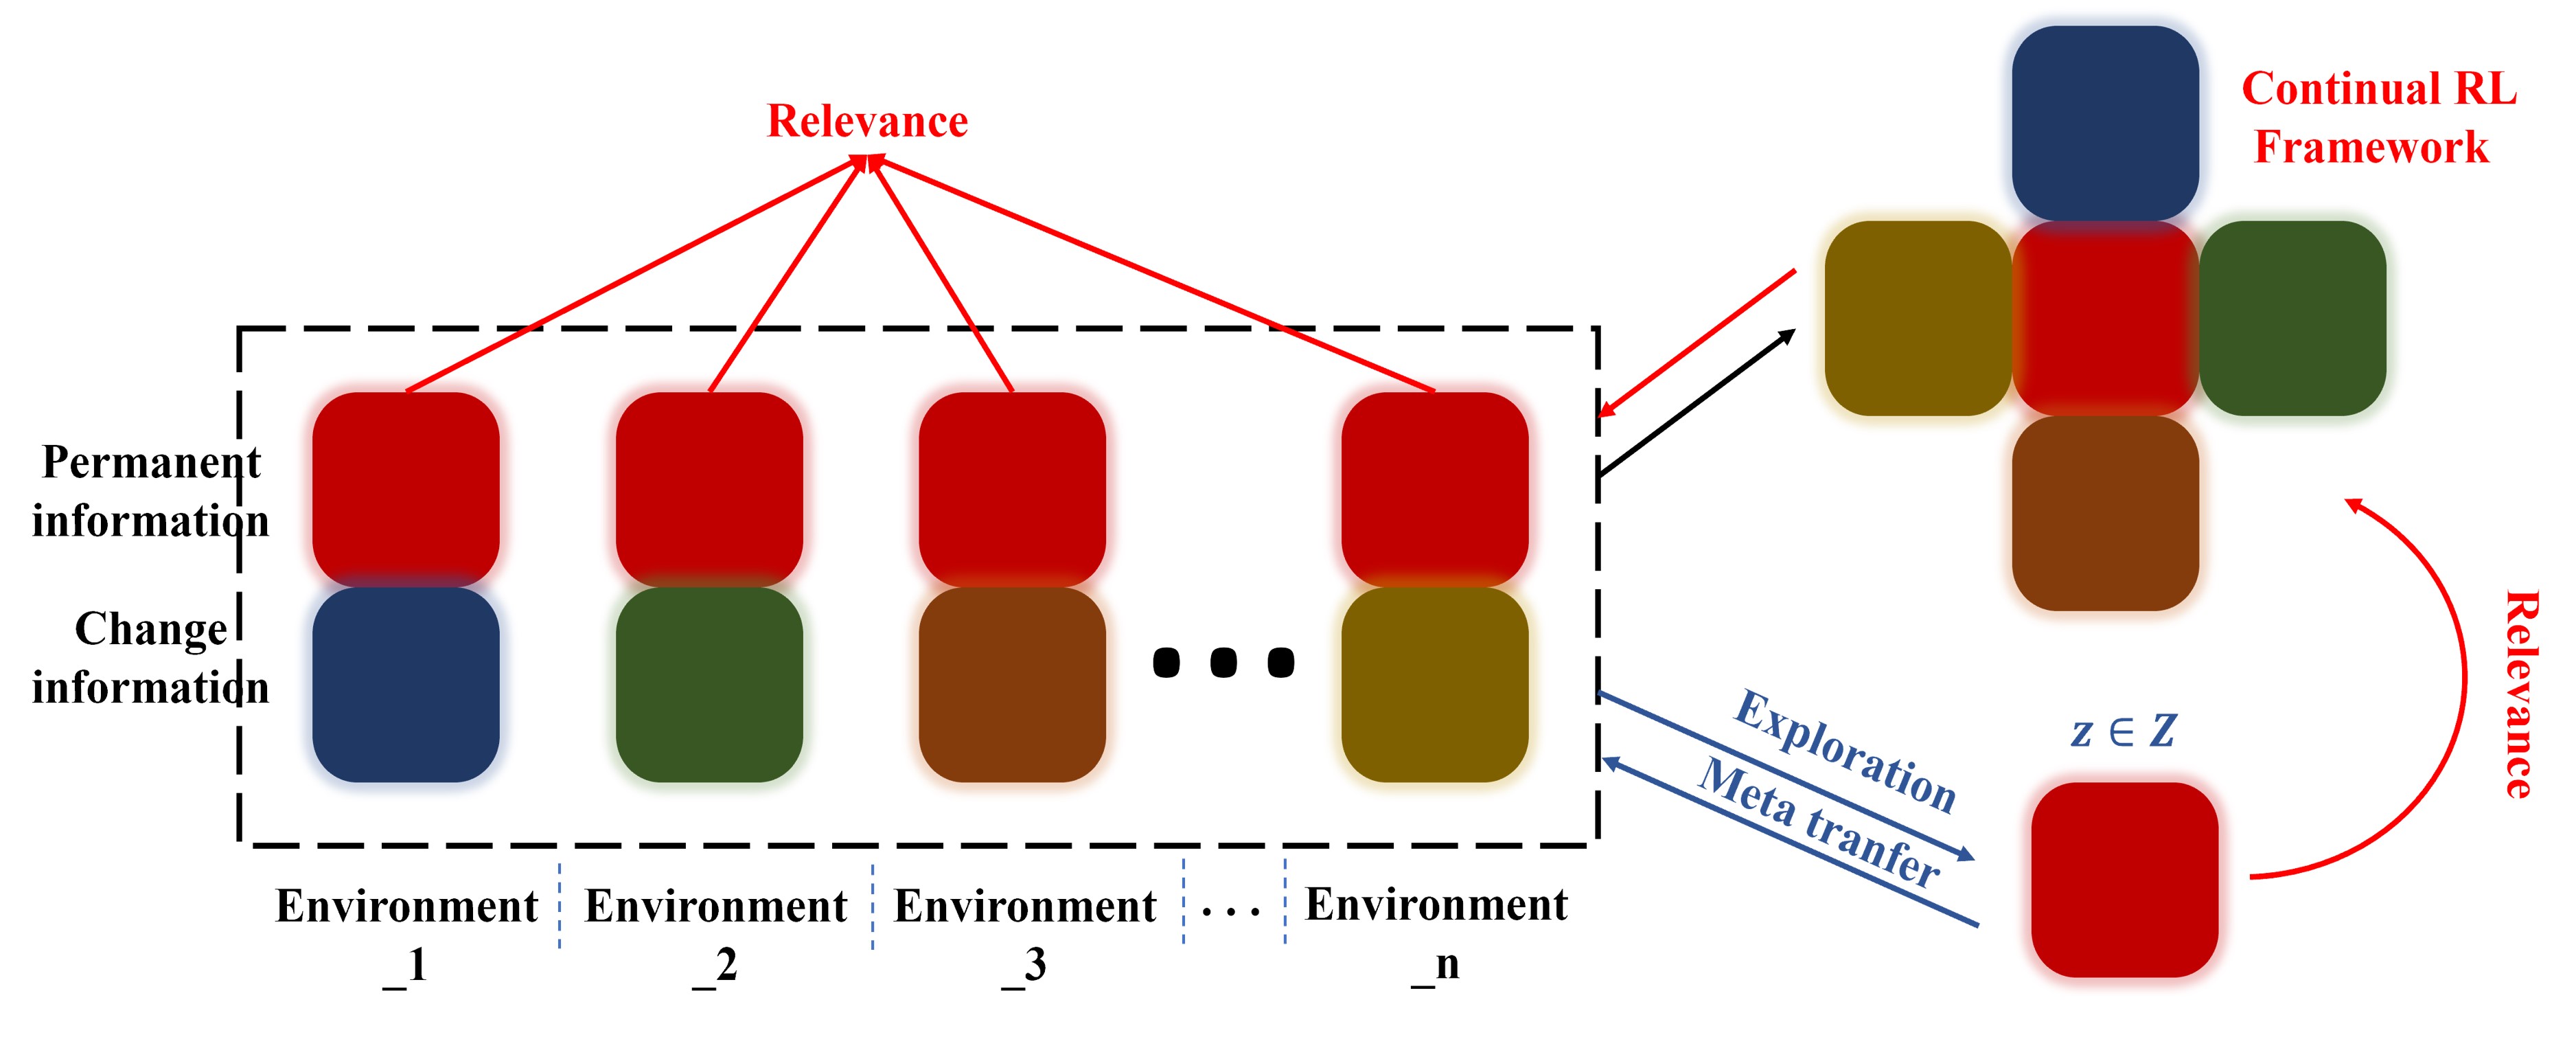 Relevance
Continual RL
Framework
Permanent
information
Change
information
Exploration
Meta tranfer
z ∈ Z
Relevance
Environment
_1
Environment
_2
Environment
_3
...
Environment
_n